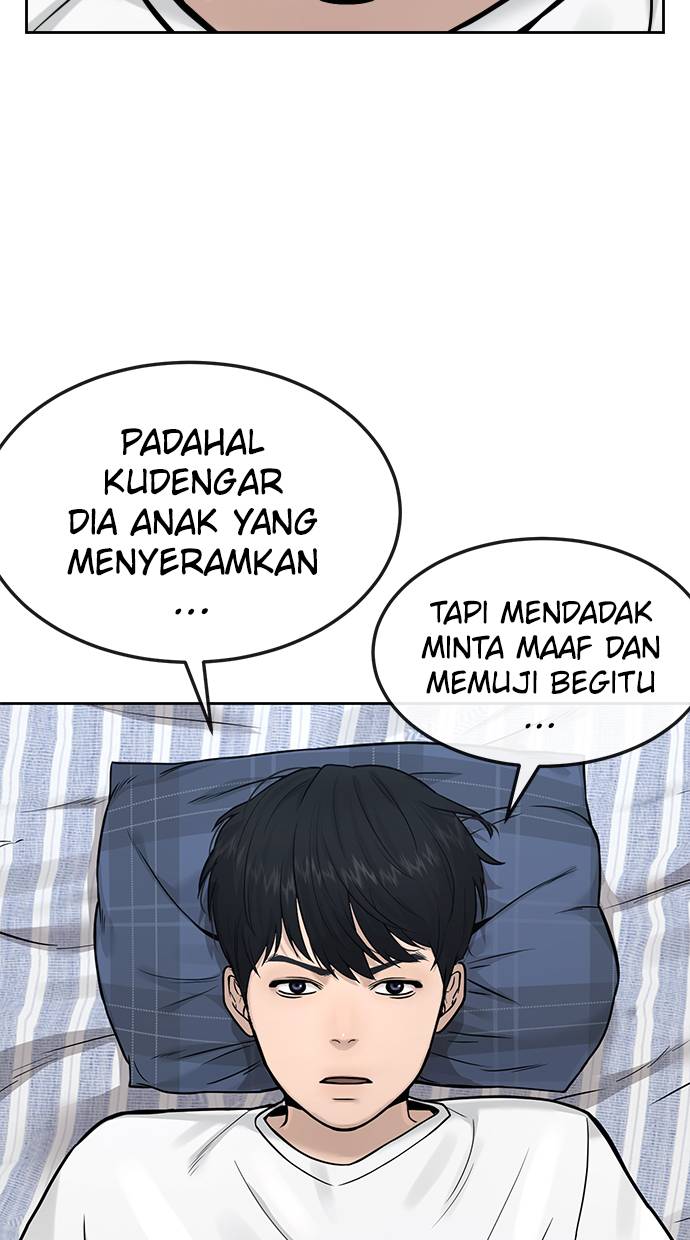 PADAHAL
KUDENGAR
DIA ANAK YANG
MENYERAMKAN
...
TAPI MENDADAK
MINTA MAAF DAN
MEMUJI BEGITU
...